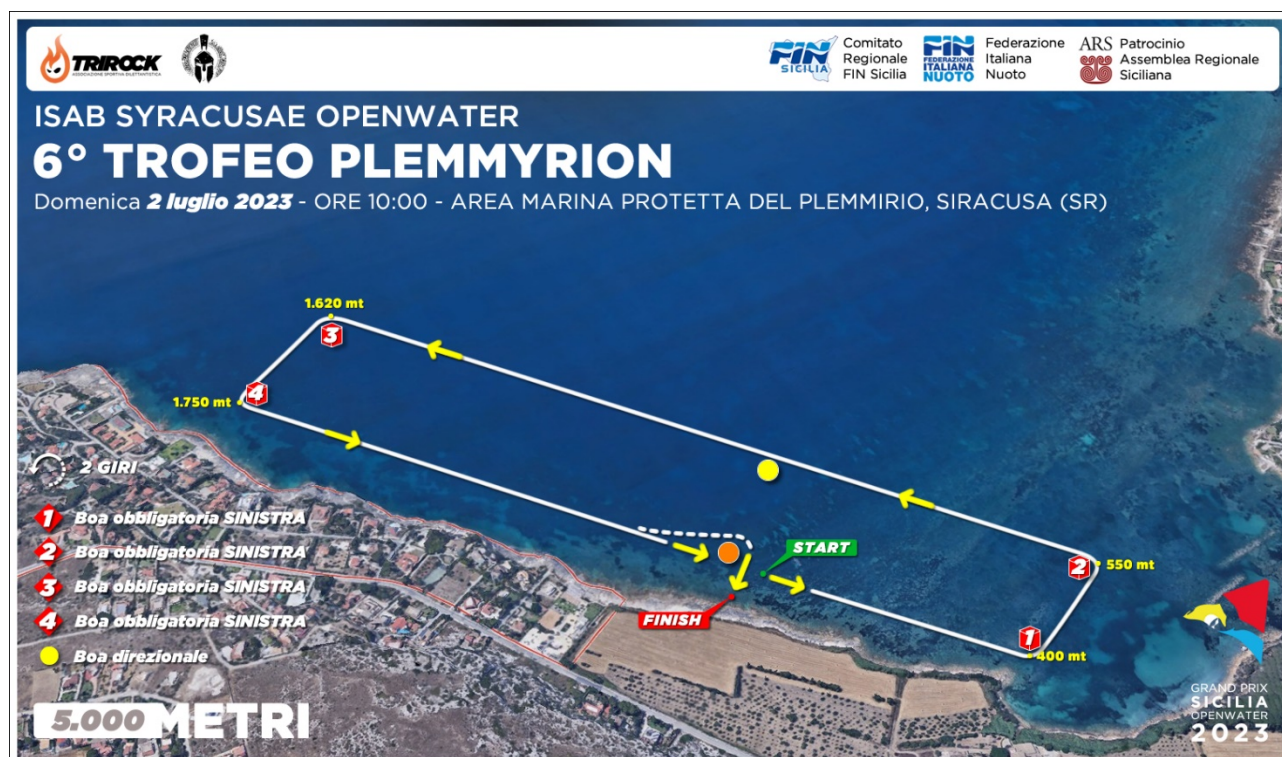 TRIROCK
ASSOCIAZIONE SPORTIVA DILETTANTISTICA
FIN
SICILIA
Comitato
Regionale
FIN Sicilia
FIN
FEDERAZIONE
ITALIANA
NUOTO
Federazione
Italiana
Nuoto
ARS
Patrocinio
Assemblea Regionale
Siciliana
ISAB SYRACUSAE OPENWATER
6° TROFEO PLEMMYRION
Domenica 2 luglio 2023 - ORE 10:00 - AREA MARINA PROTETTA DEL PLEMMIRIO, SIRACUSA (SR)
1.620 mt
3
4
1.750 mt
START
2
550 mt
FINISH
1
400 mt
2 GIRI
1 Boa obbligatoria SINISTRA
2 Boa obbligatoria SINISTRA
3 Boa obbligatoria SINISTRA
4 Boa obbligatoria SINISTRA
Boa direzionale
5.000 METRI
GRAND PRIX
SICILIA
OPENWATER
2023